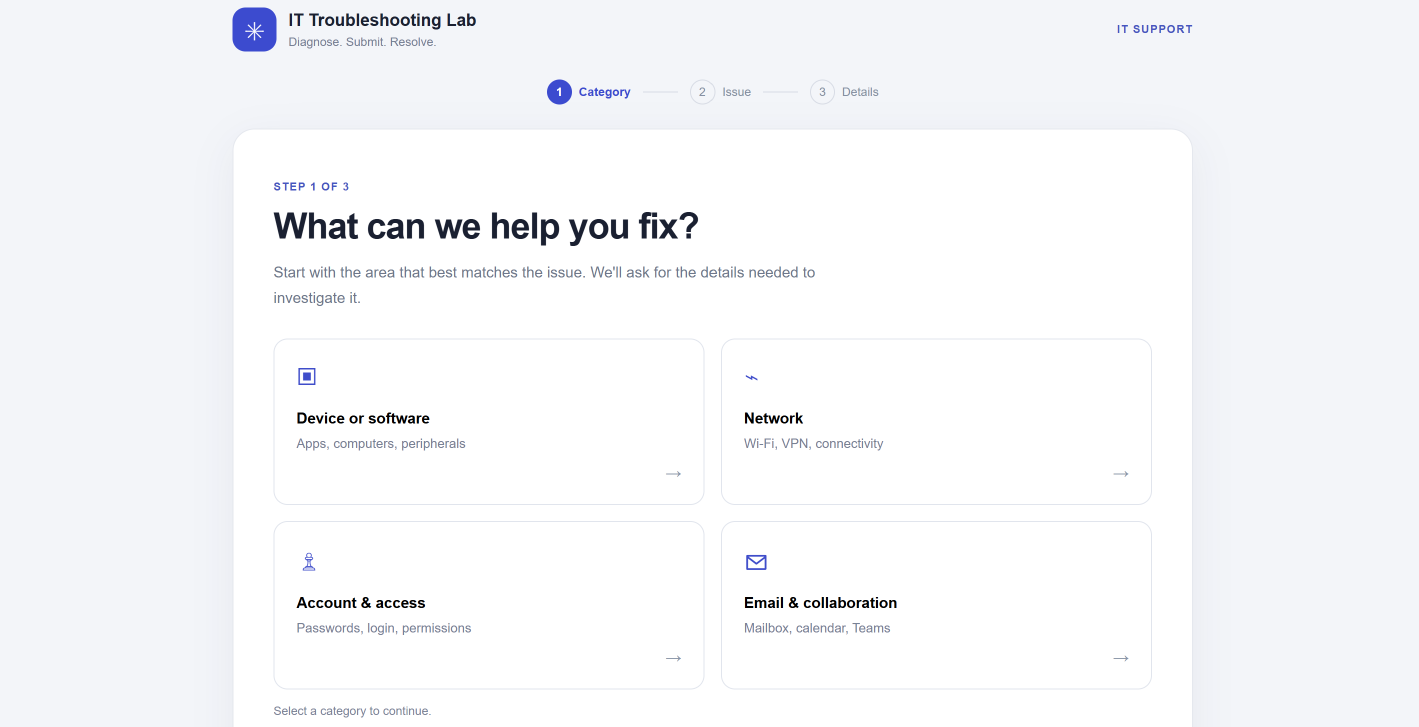 IT Troubleshooting Lab
Diagnose. Submit. Resolve.
IT SUPPORT
1 Category
2 Issue
3 Details
STEP 1 OF 3
What can we help you fix?
Start with the area that best matches the issue. We'll ask for the details needed to
investigate it.
Device or software
Apps, computers, peripherals
→
Network
Wi-Fi, VPN, connectivity
→
Account & access
Passwords, login, permissions
→
Email & collaboration
Mailbox, calendar, Teams
→
Select a category to continue.